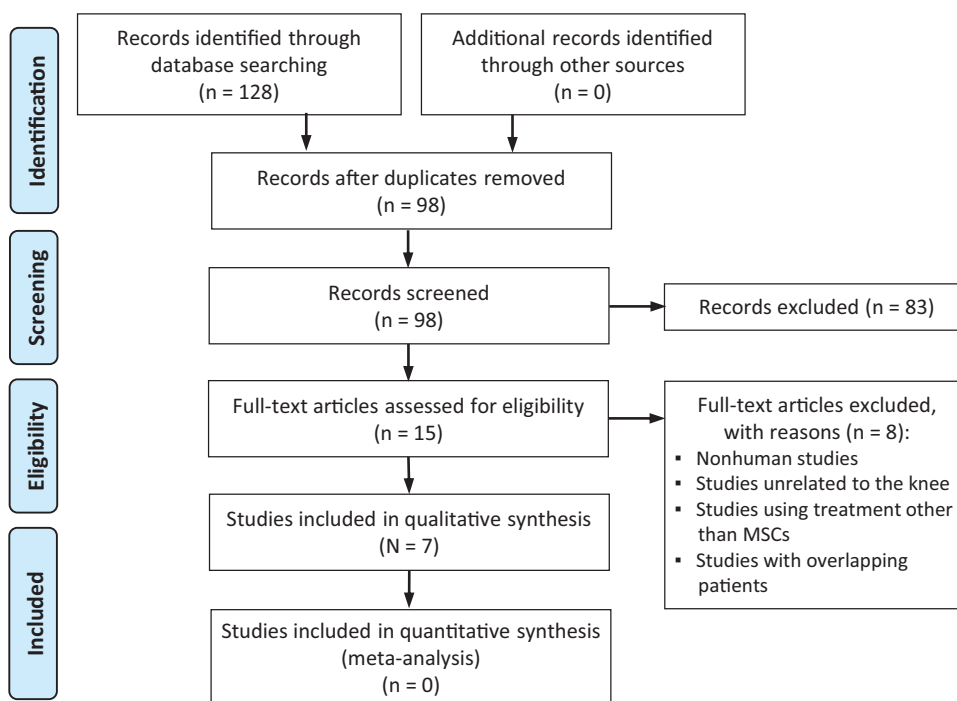 Identification
Records identified through
database searching
(n = 128)
Additional records identified
through other sources
(n = 0)
Records after duplicates removed
(n = 98)
Screening
Records screened
(n = 98)
Records excluded (n = 83)
Eligibility
Full-text articles assessed for eligibility
(n = 15)
Full-text articles excluded,
with reasons (n = 8):
▪ Nonhuman studies
▪ Studies unrelated to the knee
▪ Studies using treatment other
than MSCs
▪ Studies with overlapping
patients
Included
Studies included in qualitative synthesis
(N = 7)
Studies included in quantitative synthesis
(meta-analysis)
(n = 0)